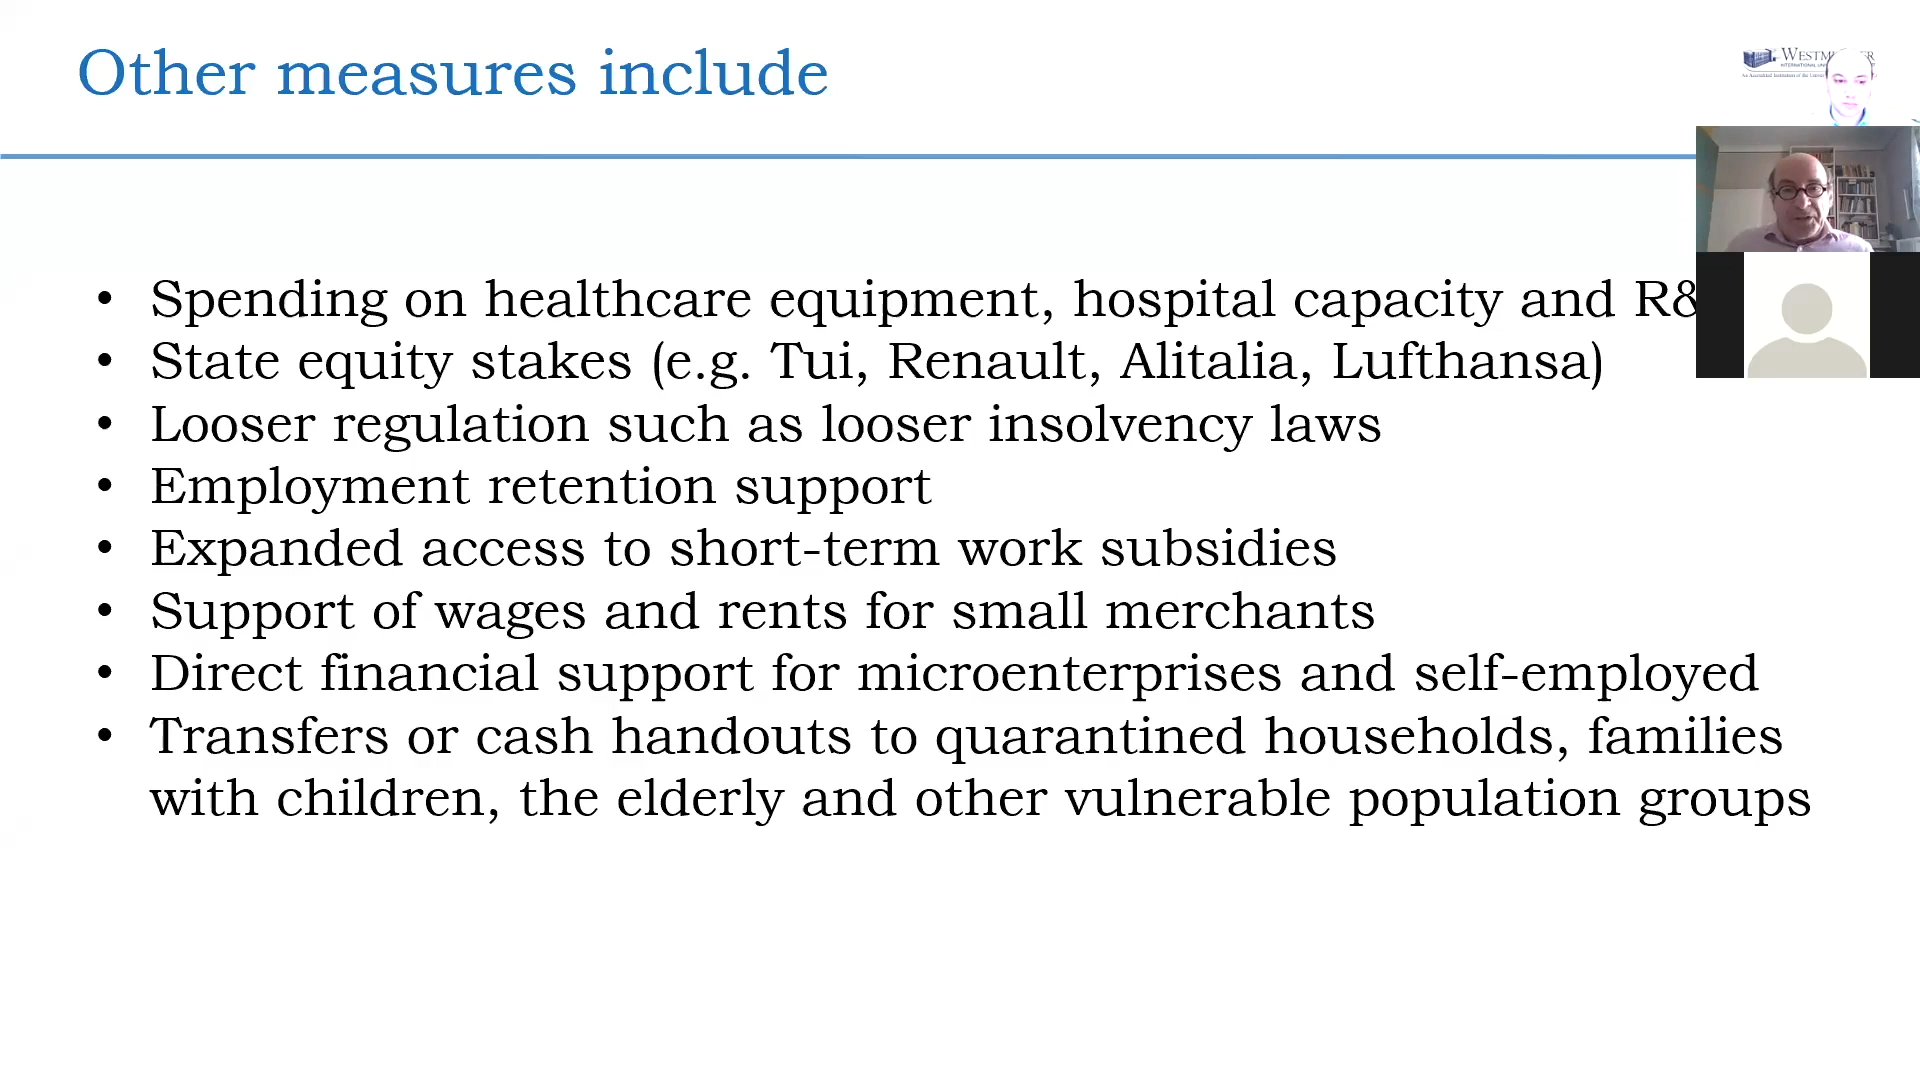 Other measures include
• Spending on healthcare equipment, hospital capacity and R&
• State equity stakes (e.g. Tui, Renault, Alitalia, Lufthansa)
• Looser regulation such as looser insolvency laws
• Employment retention support
• Expanded access to short-term work subsidies
• Support of wages and rents for small merchants
• Direct financial support for microenterprises and self-employed
• Transfers or cash handouts to quarantined households, families
with children, the elderly and other vulnerable population groups